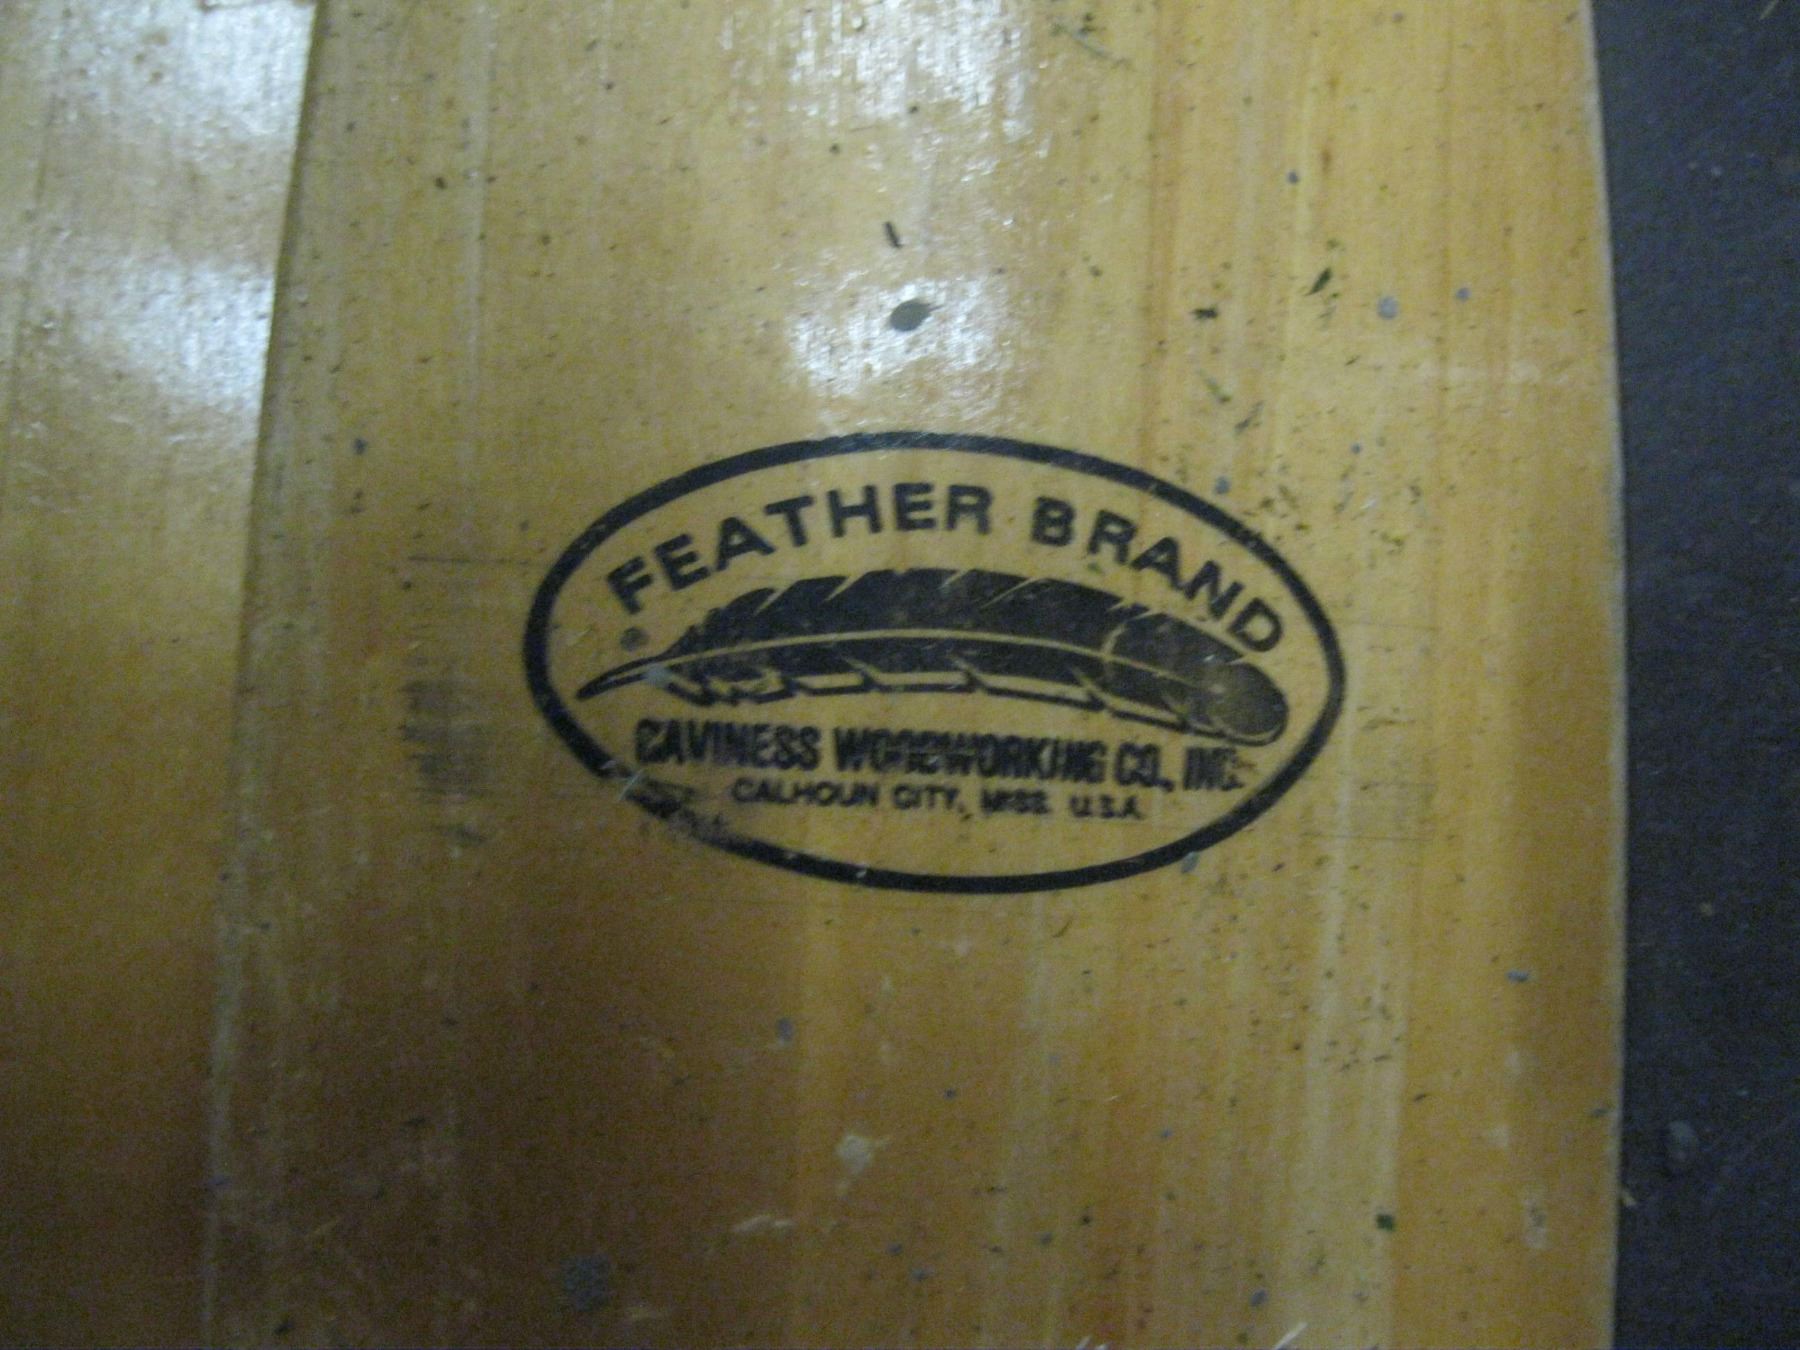 FEATHER BRAND
CAVINESS WOODWORKING CO., INC.
CALHOUN CITY, MISS. U.S.A.